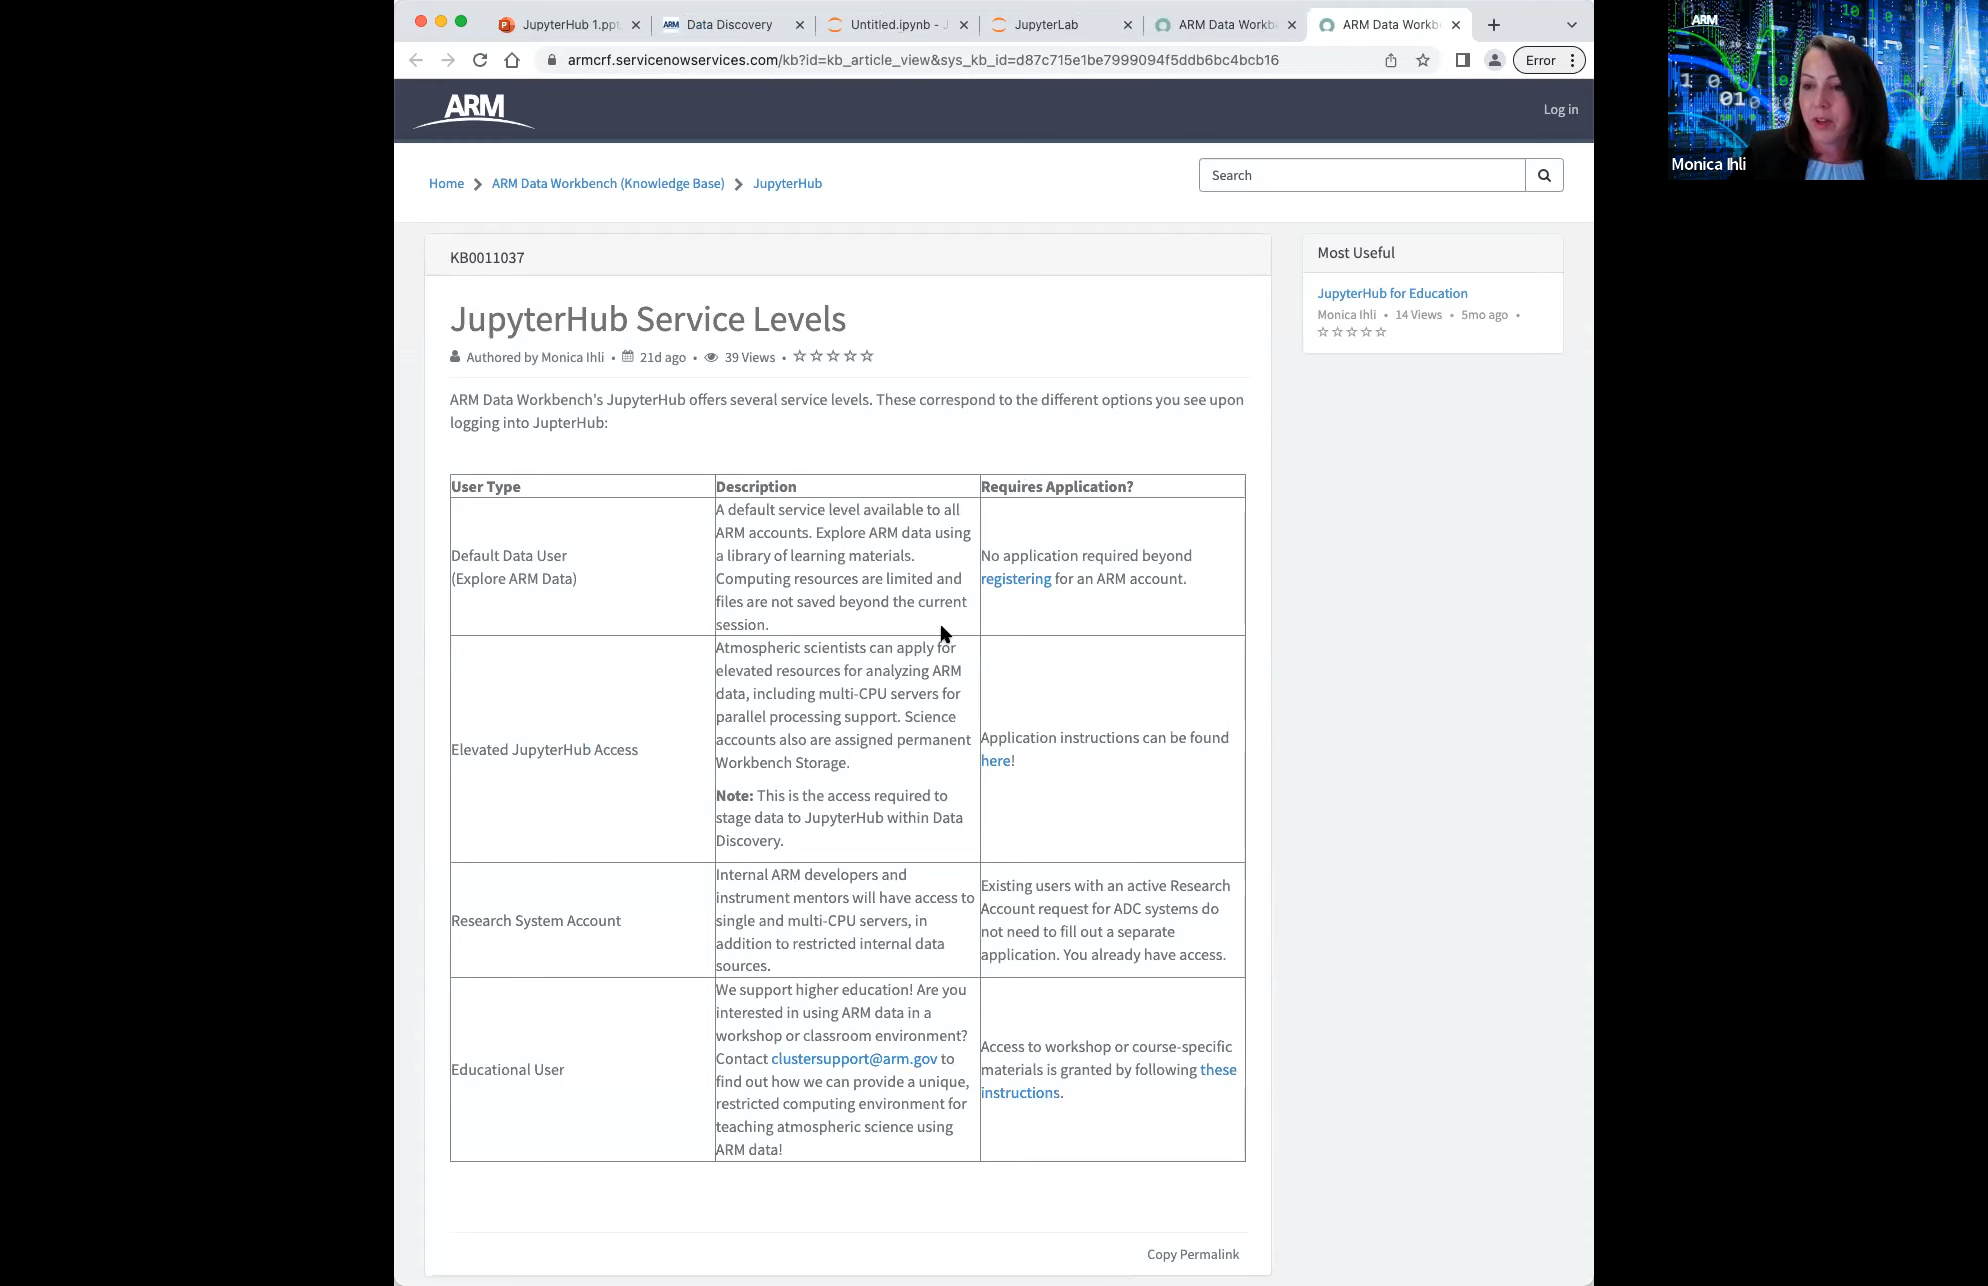 JupyterHub 1.ppt
Data Discovery
Untitled.ipynb - J
JupyterLab
ARM Data Workb
ARM Data Workb
armcrf.servicenowservices.com/kb?id=kb_article_view&sys_kb_id=d87c715e1be7999094f5ddb6bc4bcb16
Error
ARM
Log in
Home
ARM Data Workbench (Knowledge Base)
JupyterHub
Search
KB0011037
JupyterHub Service Levels
Authored by Monica Ihli • 21d ago • 39 Views •
ARM Data Workbench's JupyterHub offers several service levels. These correspond to the different options you see upon
logging into JupterHub:
User Type
Description
Requires Application?
Default Data User
(Explore ARM Data)
A default service level available to all
ARM accounts. Explore ARM data using
a library of learning materials.
Computing resources are limited and
files are not saved beyond the current
session.
No application required beyond
registering for an ARM account.
Elevated JupyterHub Access
Atmospheric scientists can apply for
elevated resources for analyzing ARM
data, including multi-CPU servers for
parallel processing support. Science
accounts also are assigned permanent
Workbench Storage.
Note: This is the access required to
stage data to JupyterHub within Data
Discovery.
Application instructions can be found
here!
Research System Account
Internal ARM developers and
instrument mentors will have access to
single and multi-CPU servers, in
addition to restricted internal data
sources.
Existing users with an active Research
Account request for ADC systems do
not need to fill out a separate
application. You already have access.
Educational User
We support higher education! Are you
interested in using ARM data in a
workshop or classroom environment?
Contact clustersupport@arm.gov to
find out how we can provide a unique,
restricted computing environment for
teaching atmospheric science using
ARM data!
Access to workshop or course-specific
materials is granted by following these
instructions.
Copy Permalink
Most Useful
JupyterHub for Education
Monica Ihli • 14 Views • 5mo ago •
ARM
Monica Ihli